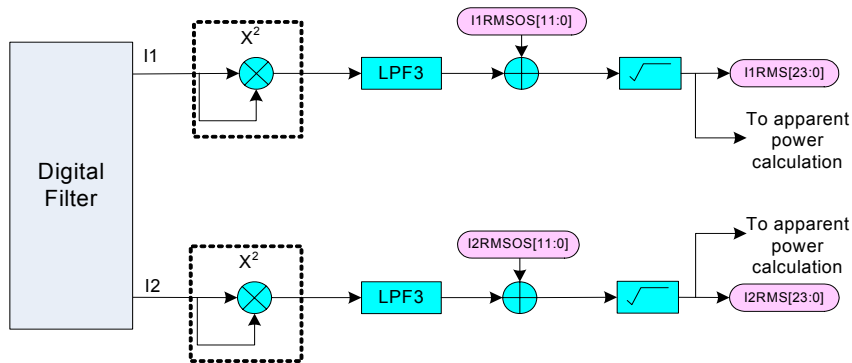 I1RMSOS[11:0]
X²
I1
LPF3
I1RMS[23:0]
To apparent
power
calculation
Digital
Filter
I2RMSOS[11:0]
To apparent
power
calculation
X²
I2
LPF3
I2RMS[23:0]